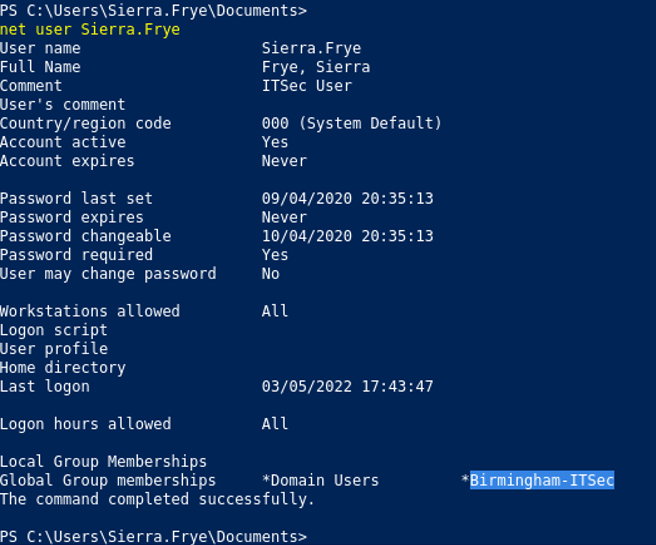 PS C:\Users\Sierra.Frye\Documents>
net user Sierra.Frye
User name                    Sierra.Frye
Full Name                    Frye, Sierra
Comment                      ITSec User
User's comment
Country/region code          000 (System Default)
Account active               Yes
Account expires              Never

Password last set            09/04/2020 20:35:13
Password expires             Never
Password changeable          10/04/2020 20:35:13
Password required            Yes
User may change password     No

Workstations allowed         All
Logon script
User profile
Home directory
Last logon                   03/05/2022 17:43:47

Logon hours allowed          All

Local Group Memberships
Global Group memberships     *Domain Users         *Birmingham-ITSec
The command completed successfully.

PS C:\Users\Sierra.Frye\Documents>